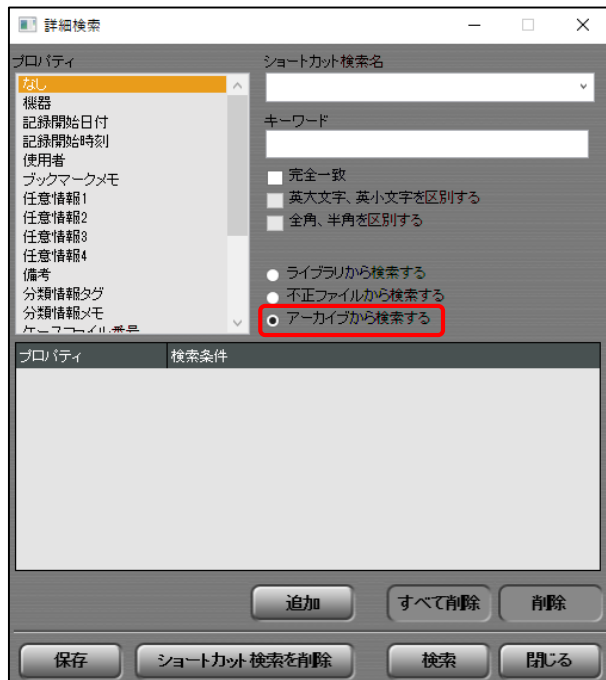 詳細検索
プロパティ
なし
機器
記録開始日付
記録開始時刻
使用者
ブックマークメモ
任意情報1
任意情報2
任意情報3
任意情報4
備考
分類情報タグ
分類情報メモ
ケースファイル番号
ショートカット検索名
キーワード
完全一致
英大文字、英小文字を区別する
全角、半角を区別する
ライブラリから検索する
不正ファイルから検索する
アーカイブから検索する
プロパティ 検索条件
追加 すべて削除 削除
保存 ショートカット検索を削除 検索 閉じる